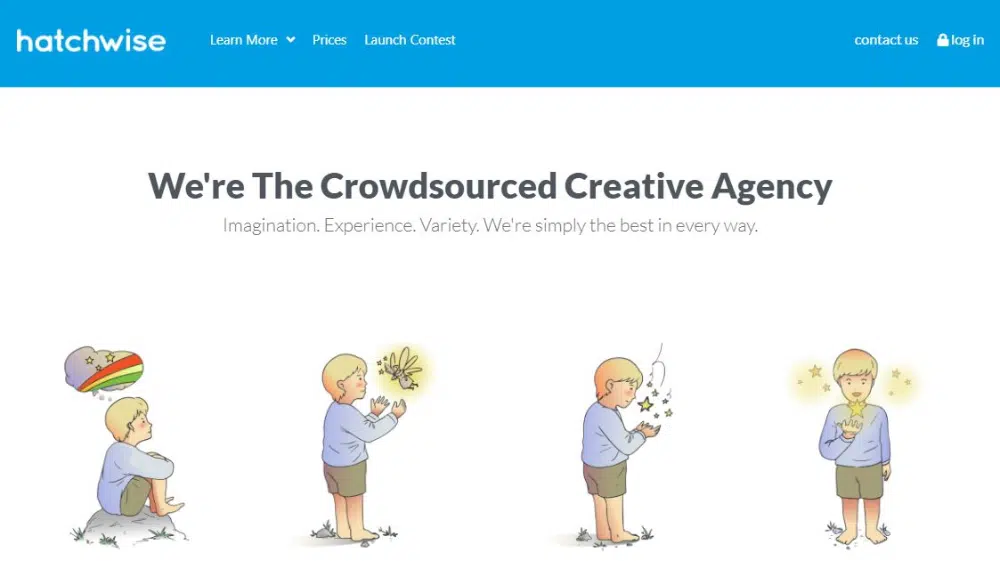 hatchwise Learn More Prices Launch Contest contact us log in
We're The Crowdsourced Creative Agency
Imagination. Experience. Variety. We're simply the best in every way.